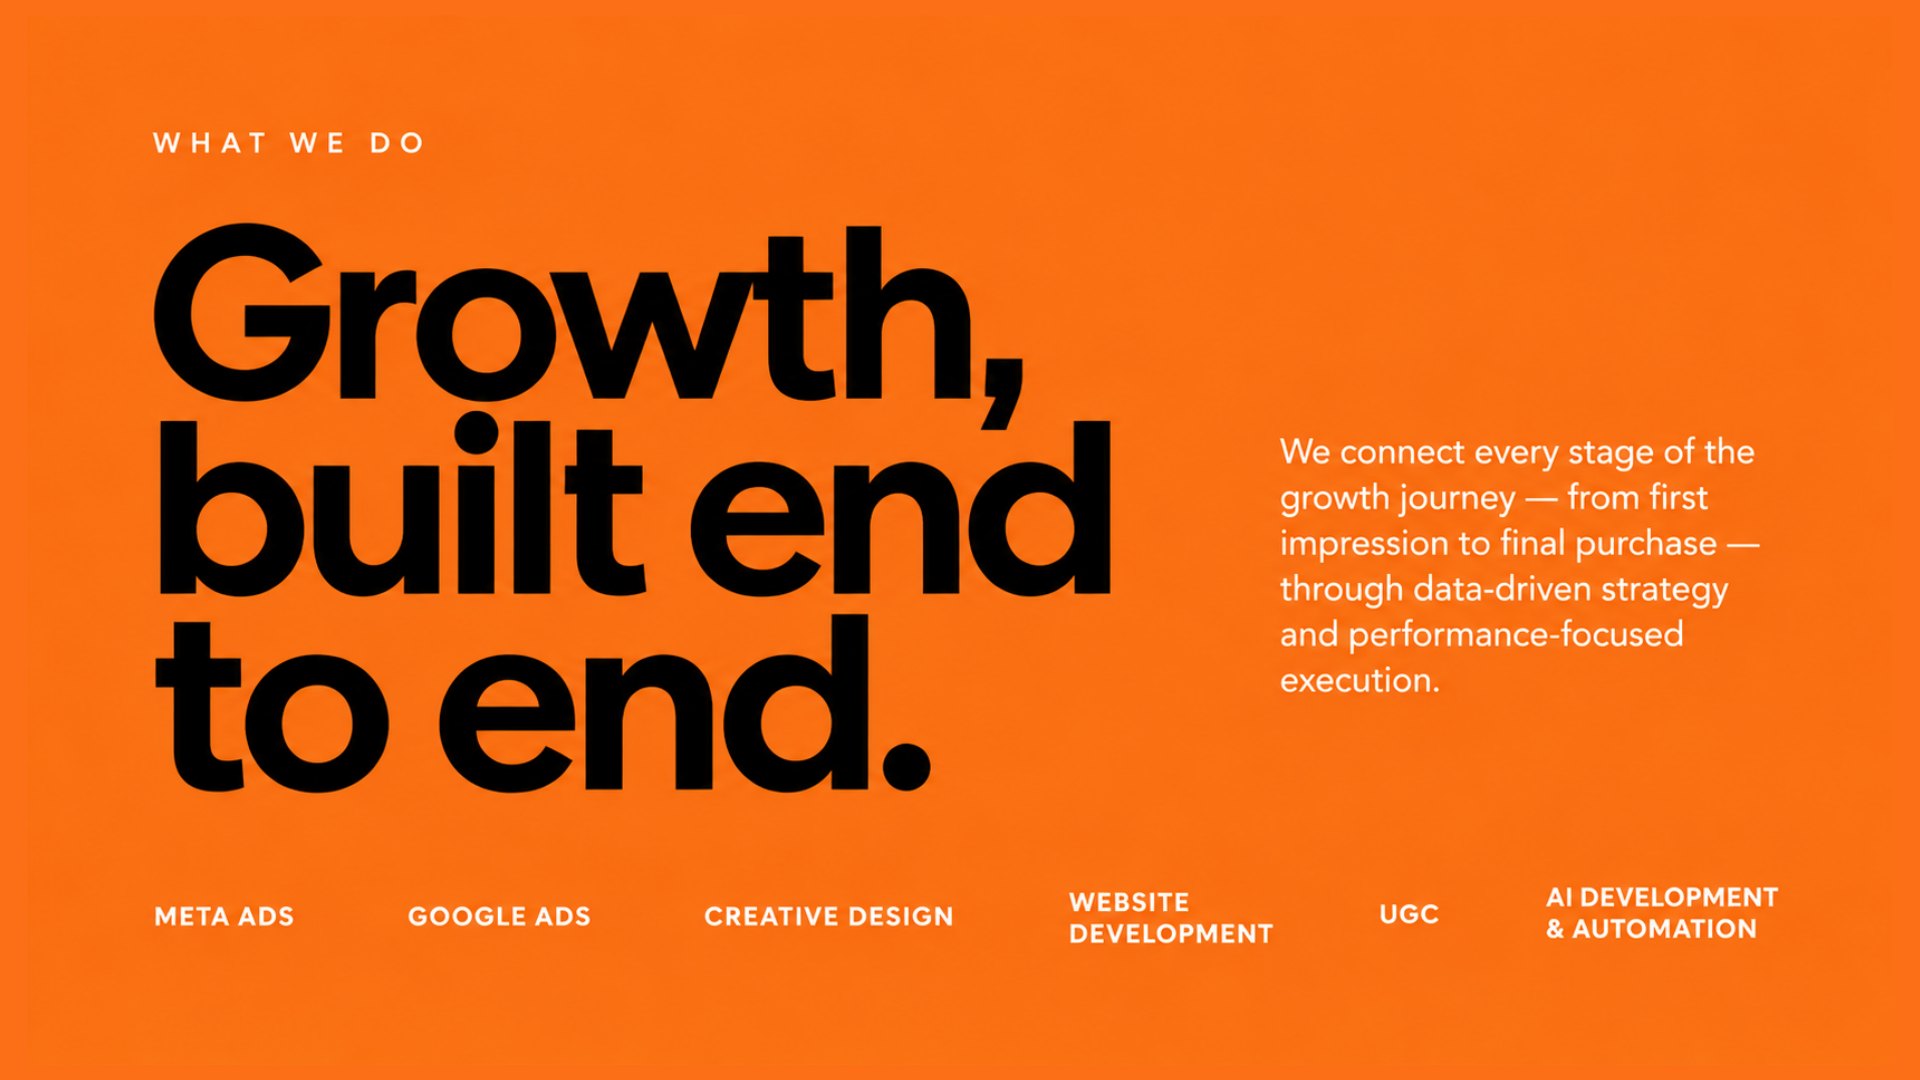 WHAT WE DO
Growth,
built end
to end.
We connect every stage of the
growth journey — from first
impression to final purchase —
through data-driven strategy
and performance-focused
execution.
META ADS
GOOGLE ADS
CREATIVE DESIGN
WEBSITE
DEVELOPMENT
UGC
AI DEVELOPMENT
& AUTOMATION